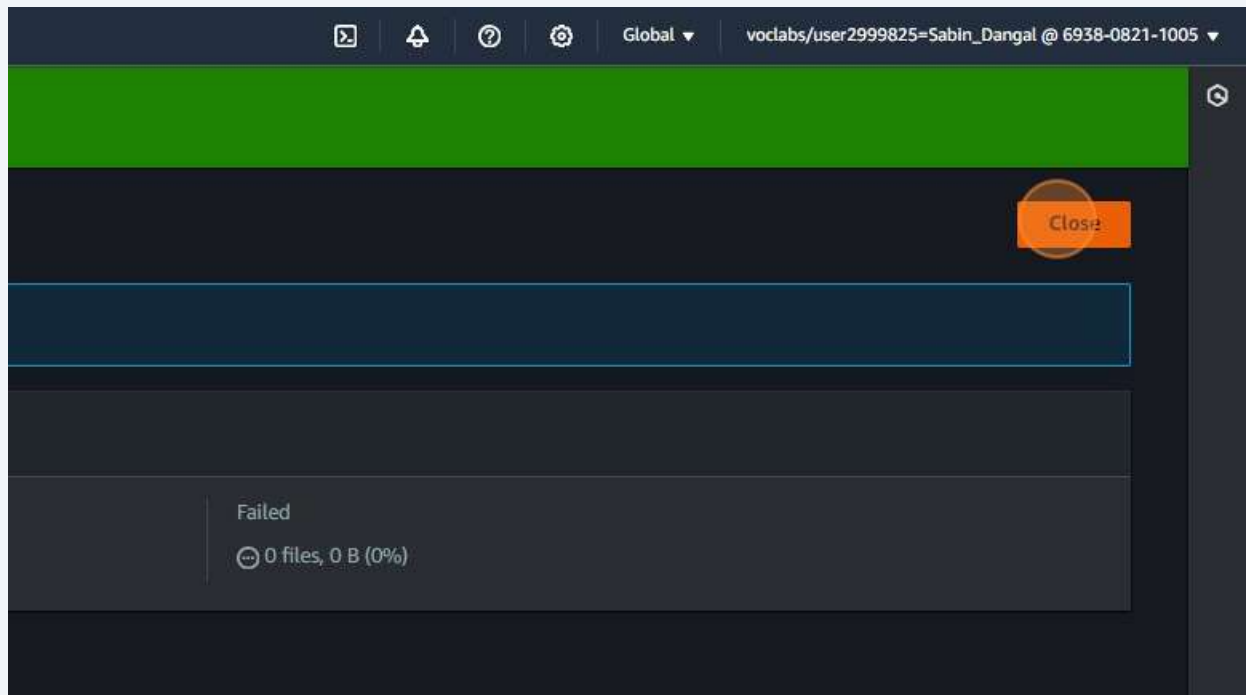 Global voclabs/user2999825=Sabin_Dangal @ 6938-0821-1005
Close
Failed
0 files, 0 B (0%)